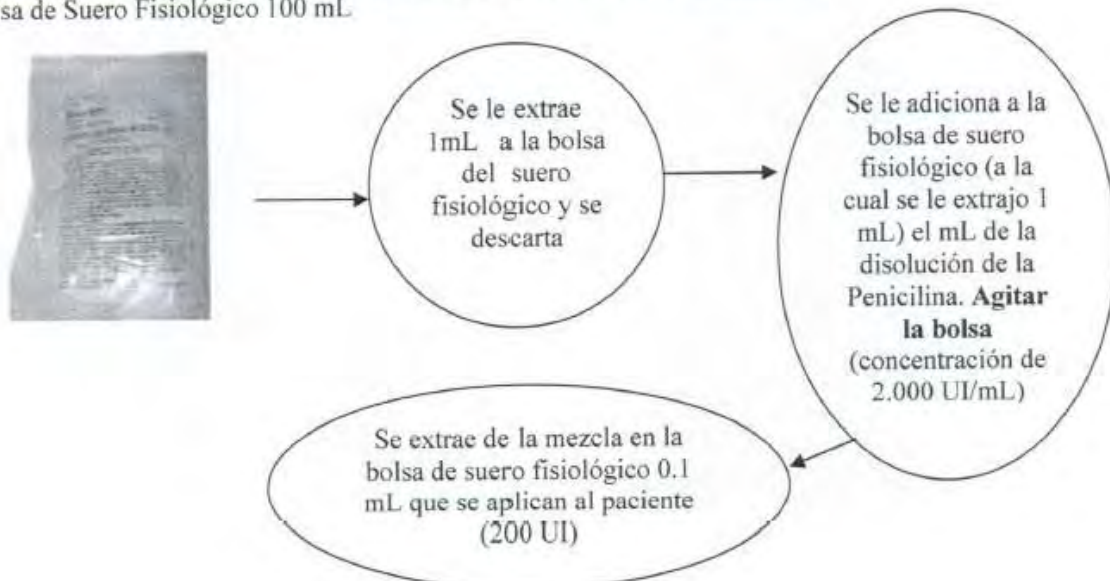 sa de Suero Fisiológico 100 mL
Se le extrae
1mL a la bolsa
del suero
fisiológico y se
descarta
Se le adiciona a la
bolsa de suero
fisiológico (a la
cual se le extrajo 1
mL) el mL de la
disolución de la
Penicilina. Agitar
la bolsa
(concentración de
2.000 UI/mL)
Se extrae de la mezcla en la
bolsa de suero fisiológico 0.1
mL que se aplican al paciente
(200 UI)